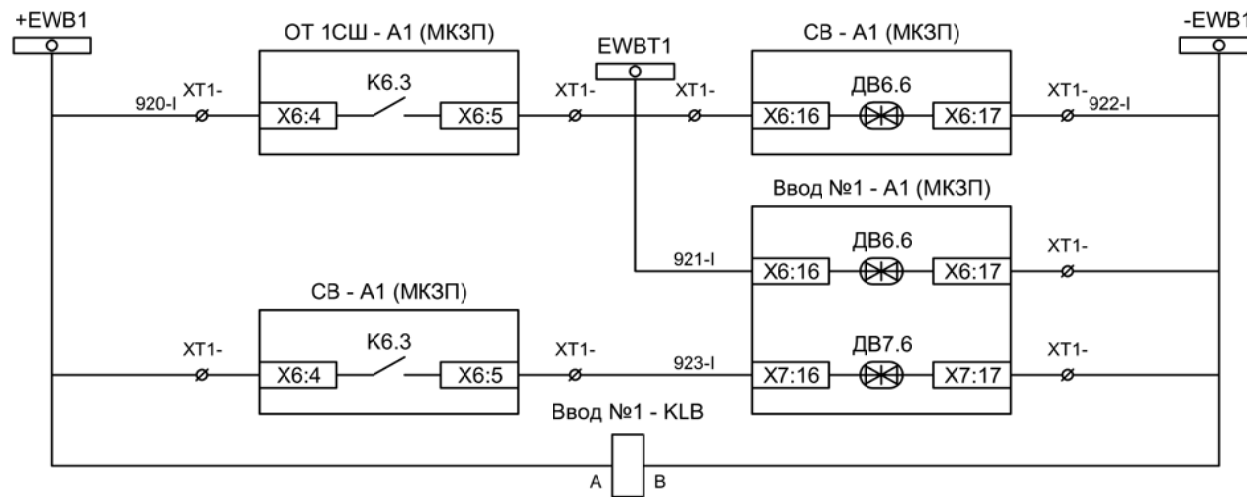 +EWB1
-EWB1
ОТ 1СШ - А1 (МКЗП)
EWBT1
СВ - А1 (МКЗП)
920-I
XT1-
X6:4
К6.3
X6:5
XT1-
XT1-
X6:16
ДВ6.6
X6:17
XT1-
922-I
Ввод №1 - А1 (МКЗП)
921-I
X6:16
ДВ6.6
X6:17
XT1-
СВ - А1 (МКЗП)
XT1-
X6:4
К6.3
X6:5
XT1-
923-I
X7:16
ДВ7.6
X7:17
XT1-
Ввод №1 - KLB
A
B